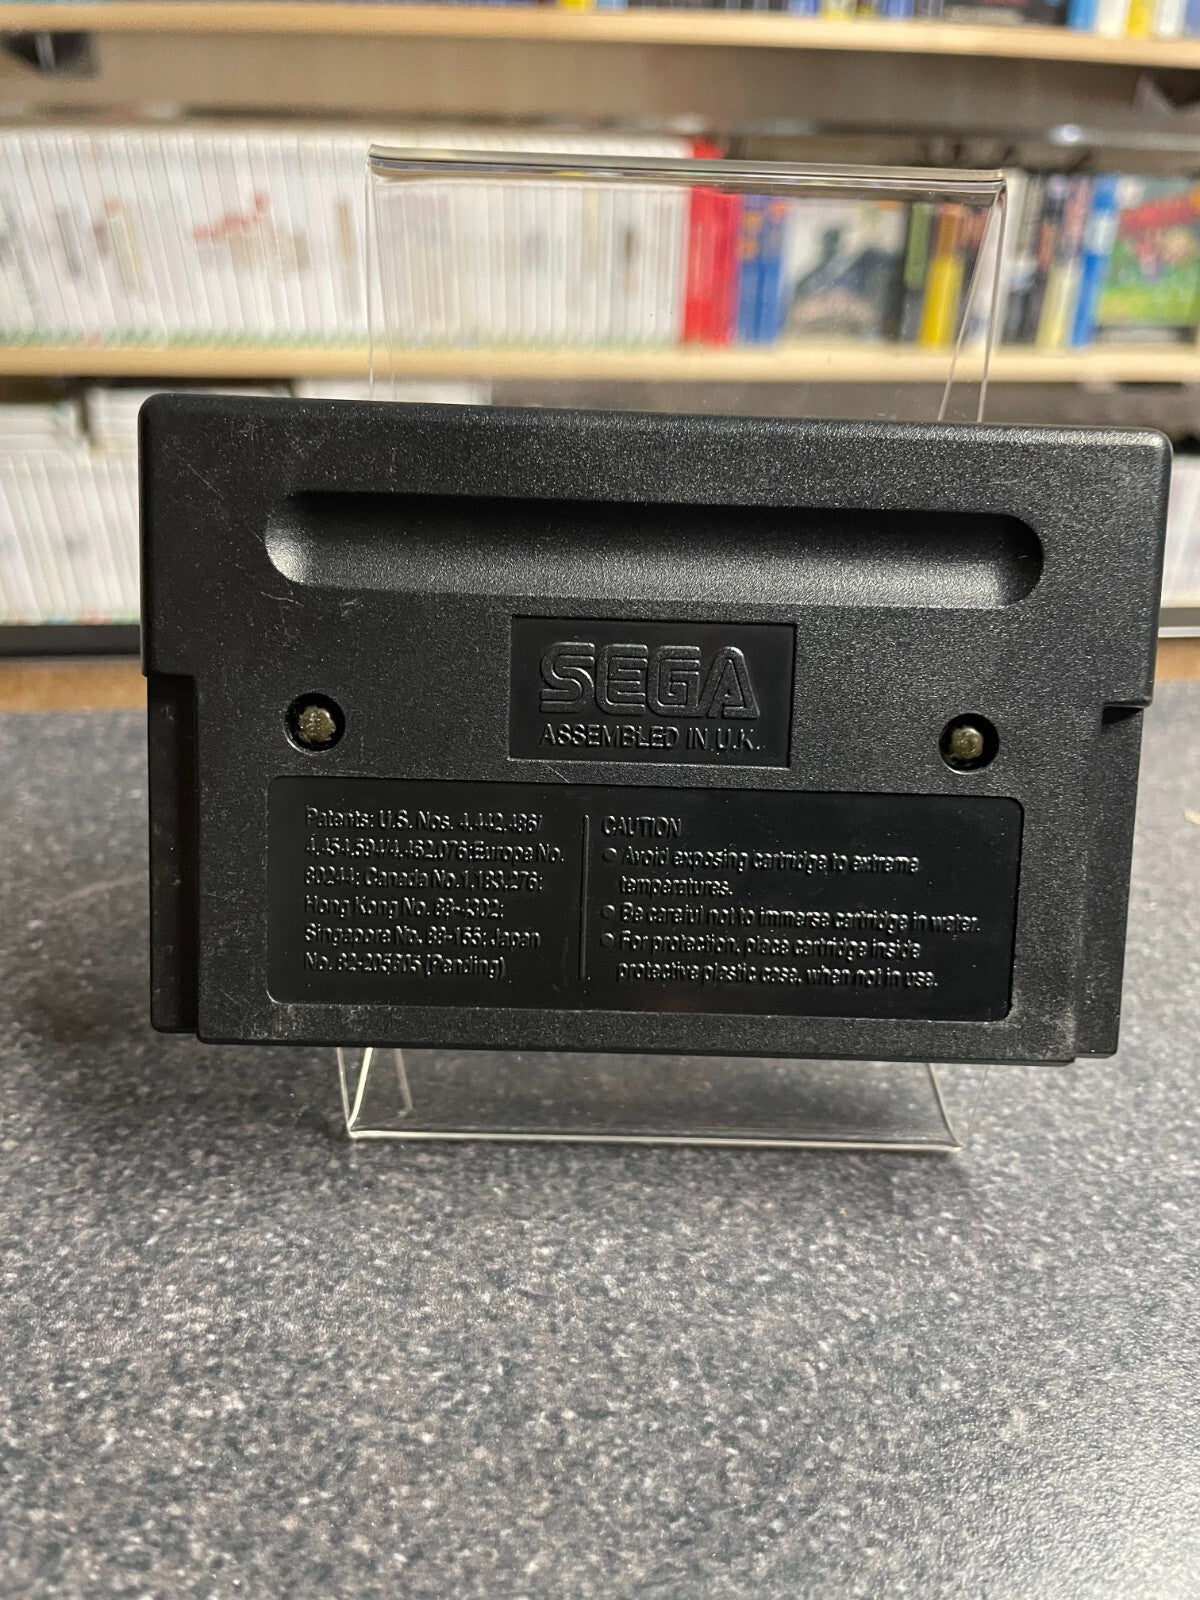 SEGA
ASSEMBLED IN U.K.
Patents: U.S. Nos. 4,442,486/
4,454,594/4,462,076;Europe No.
80244; Canada No.1,183,276;
Hong Kong No. 88-4302;
Singapore No. 88-155; Japan
No. 82-205,605 (Pending)
CAUTION
Avoid exposing cartridge to extreme
temperatures.
Be careful not to immerse cartridge in water.
For protection, place cartridge inside
protective plastic case, when not in use.